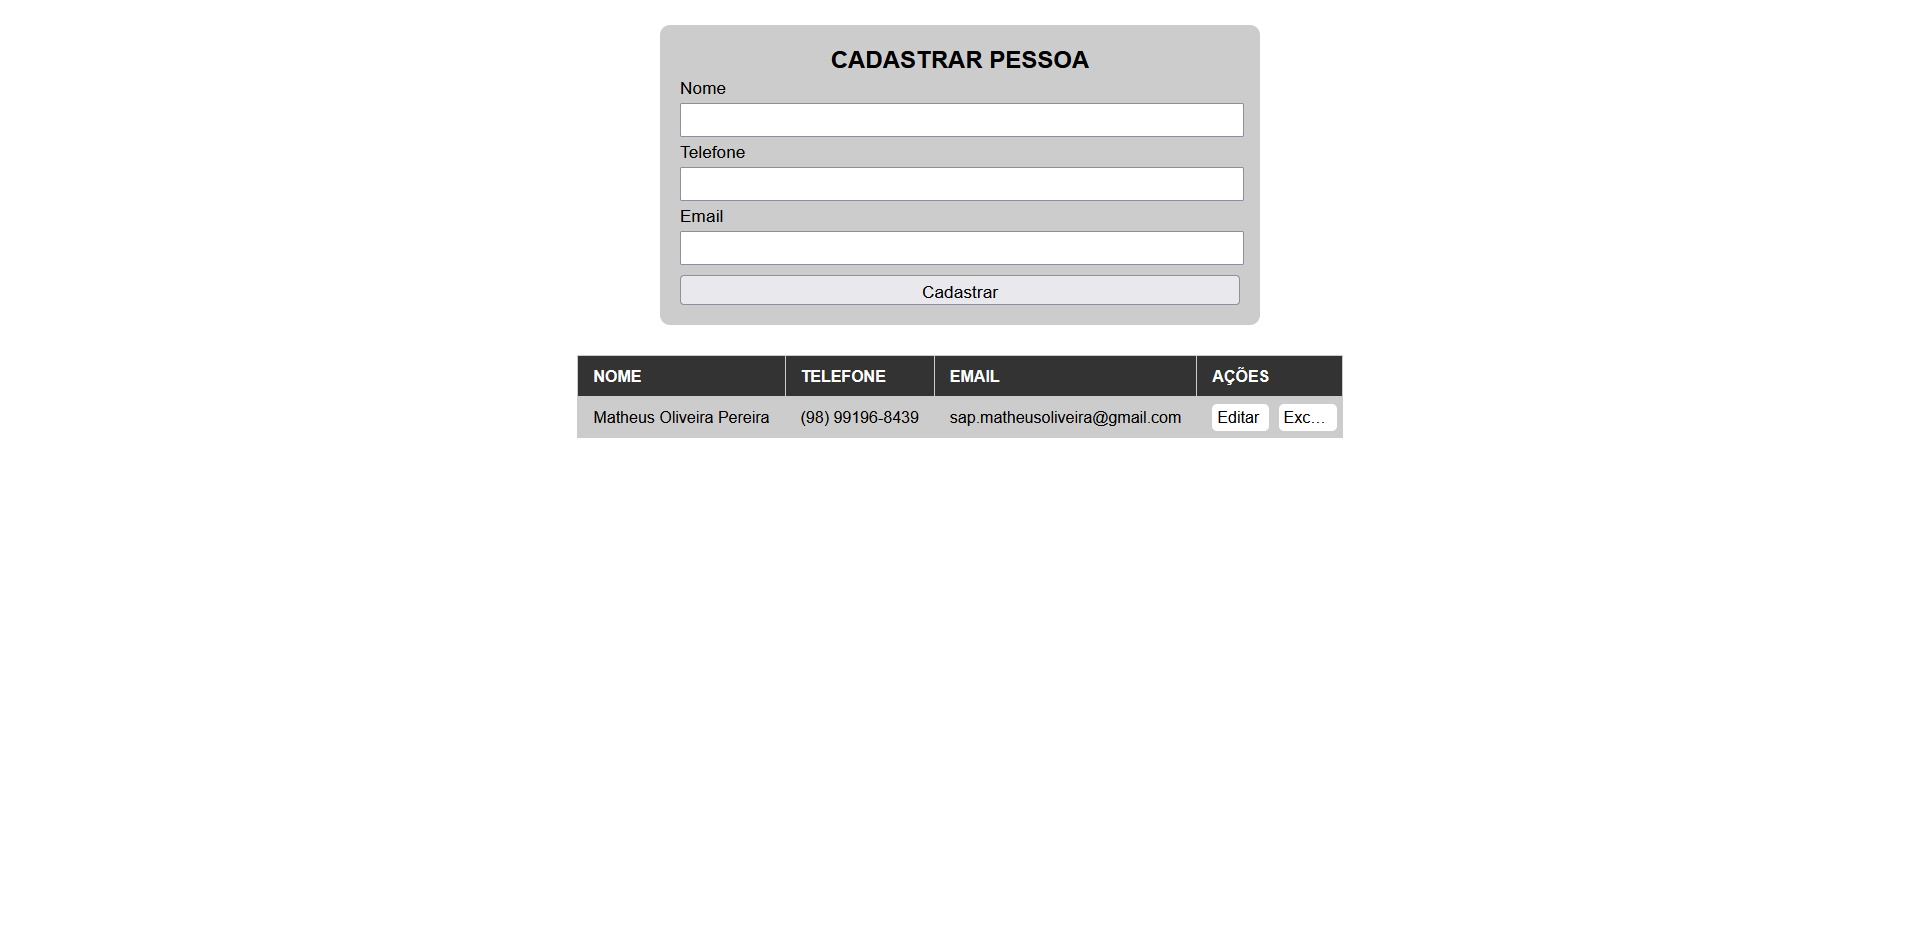 CADASTRAR PESSOA
Nome
Telefone
Email
Cadastrar
NOME TELEFONE EMAIL AÇÕES
Matheus Oliveira Pereira (98) 99196-8439 sap.matheusoliveira@gmail.com Editar Exc...